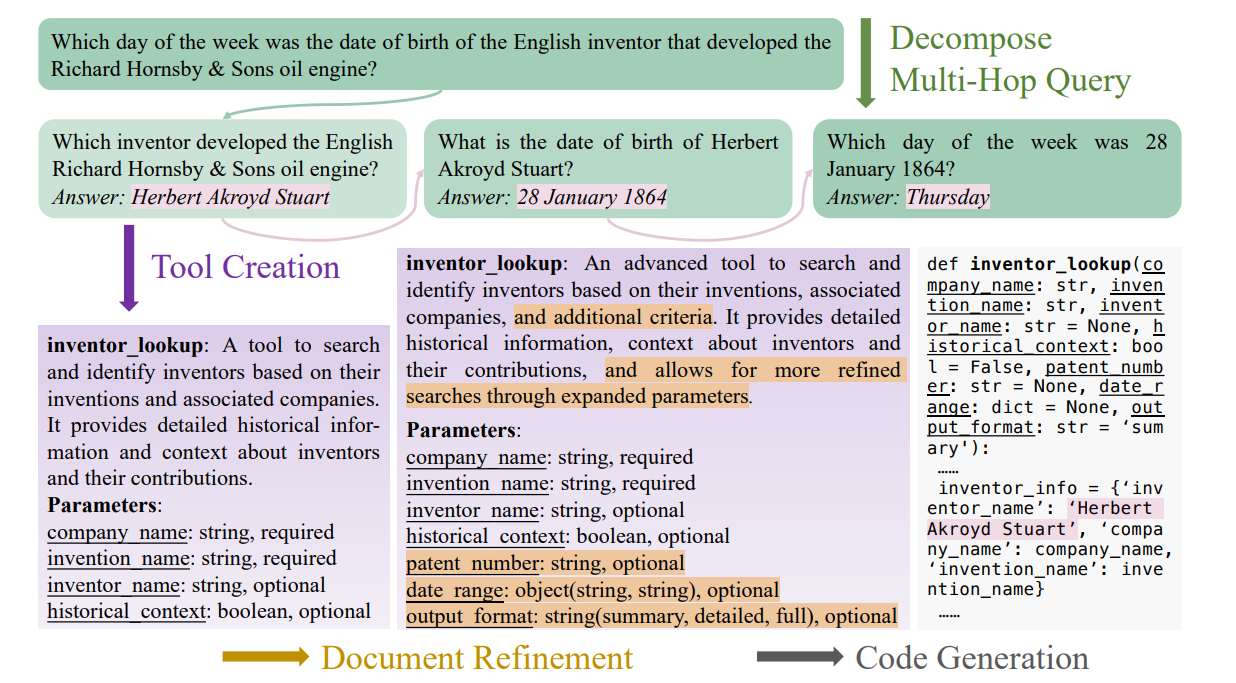 Which day of the week was the date of birth of the English inventor that developed the
Richard Hornsby & Sons oil engine?
Decompose
Multi-Hop Query
Which inventor developed the English
Richard Hornsby & Sons oil engine?
Answer: Herbert Akroyd Stuart
What is the date of birth of Herbert
Akroyd Stuart?
Answer: 28 January 1864
Which day of the week was 28
January 1864?
Answer: Thursday
Tool Creation
inventor_lookup: A tool to search
and identify inventors based on their
inventions and associated companies.
It provides detailed historical infor-
mation and context about inventors
and their contributions.
Parameters:
company_name: string, required
invention_name: string, required
inventor_name: string, optional
historical_context: boolean, optional
inventor_lookup: An advanced tool to search and
identify inventors based on their inventions, associated
companies, and additional criteria. It provides detailed
historical information, context about inventors and
their contributions, and allows for more refined
searches through expanded parameters.
Parameters:
company_name: string, required
invention_name: string, required
inventor_name: string, optional
historical_context: boolean, optional
patent_number: string, optional
date_range: object(string, string), optional
output_format: string(summary, detailed, full), optional
def inventor_lookup(co
mpany_name: str, inven
tion_name: str, invent
or_name: str = None, h
istorical_context: boo
l = False, patent_numb
er: str = None, date_r
ange: dict = None, out
put_format: str = ‘sum
ary'):
……
inventor_info = {‘inv
entor_name’: ‘Herbert
Akroyd Stuart’, ‘compa
ny_name’: company_name,
‘invention_name’: inve
ntion_name}
……
Document Refinement
Code Generation